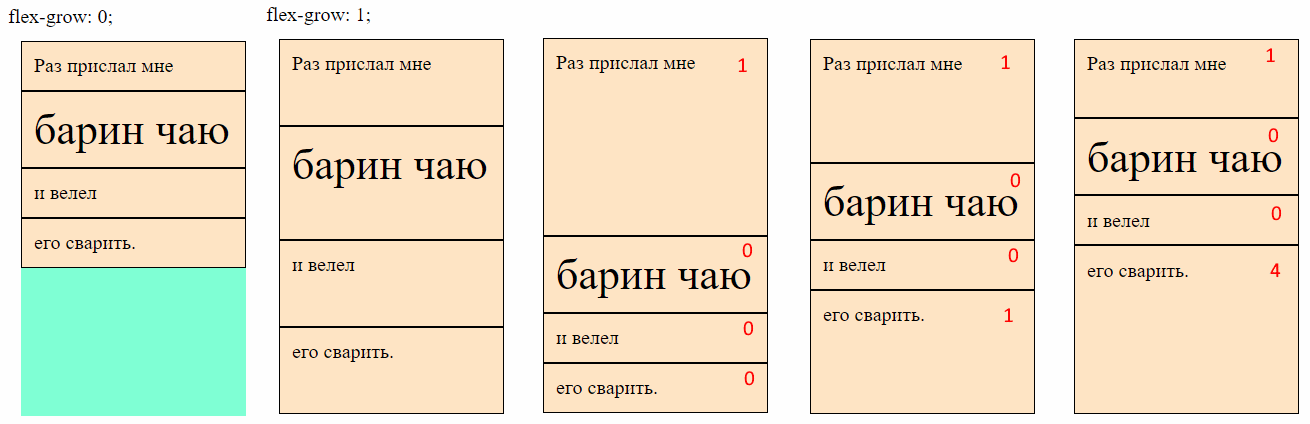 flex-grow: 0;
Раз прислал мне
барин чаю
и велел
его сварить.
flex-grow: 1;
Раз прислал мне
барин чаю
и велел
его сварить.
Раз прислал мне 1
0
барин чаю
и велел 0
его сварить. 0
Раз прислал мне 1
0
барин чаю
и велел 0
его сварить. 1
Раз прислал мне 1
0
барин чаю
и велел 0
его сварить. 4